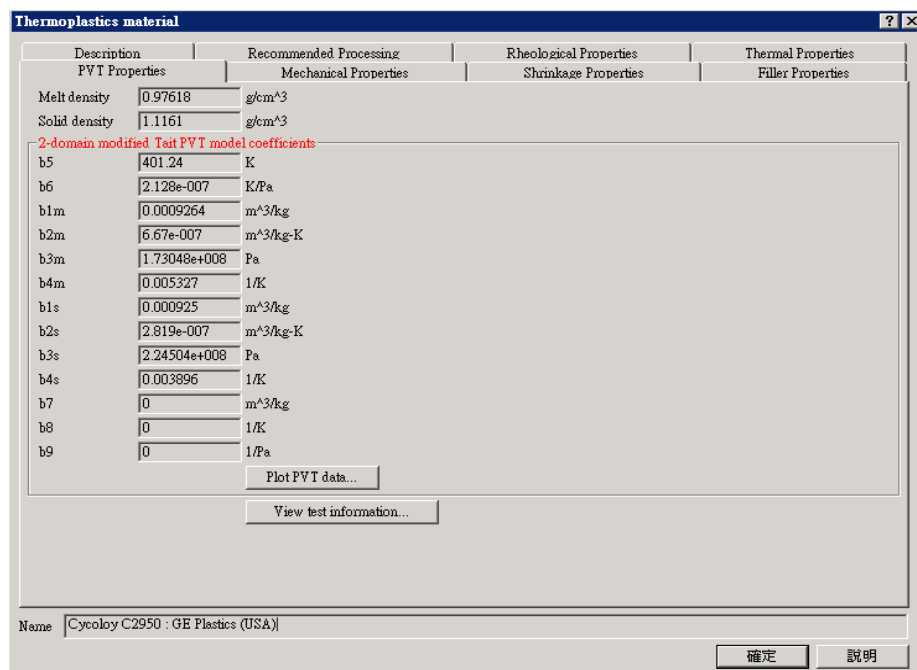 Thermoplastics material
Description Recommended Processing Rheological Properties Thermal Properties
PVT Properties Mechanical Properties Shrinkage Properties Filler Properties
Melt density 0.97618 g/cm^3
Solid density 1.1161 g/cm^3
2-domain modified Tait PVT model coefficients
b5 401.24 K
b6 2.128e-007 K/Pa
b1m 0.0009264 m^3/kg
b2m 6.67e-007 m^3/kg-K
b3m 1.73048e+008 Pa
b4m 0.005327 1/K
b1s 0.000925 m^3/kg
b2s 2.819e-007 m^3/kg-K
b3s 2.24504e+008 Pa
b4s 0.003896 1/K
b7 0 m^3/kg
b8 0 1/K
b9 0 1/Pa
Plot PVT data...
View test information...
Name Cycoloy C2950 : GE Plastics (USA)
確定 說明